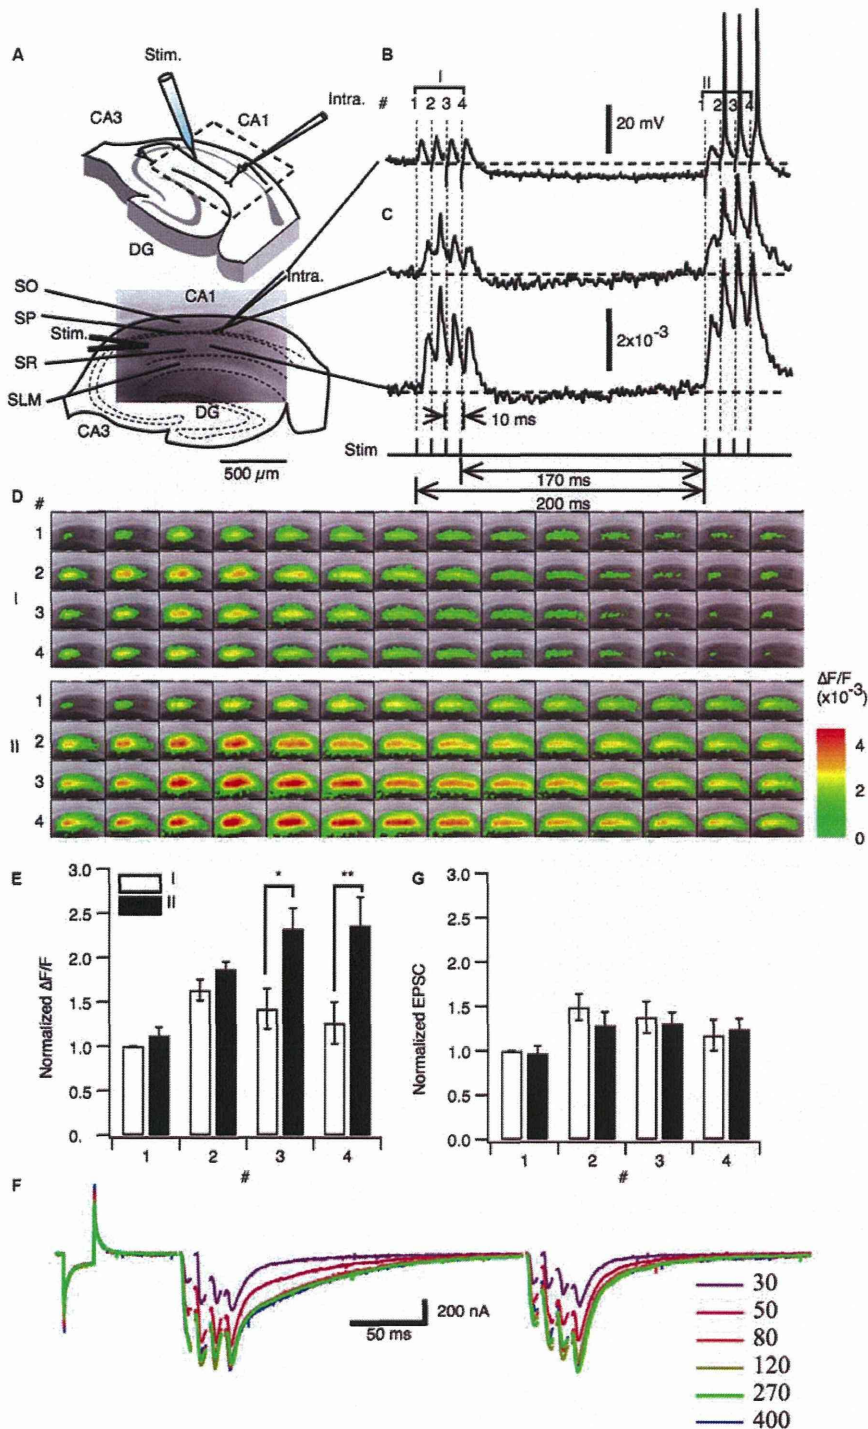 A
Stim.
CA3
CA1
Intra.
DG
SO
CA1
Intra.
SP
Stim.
SR
SLM
DG
CA3
500 µm
B
I
II
#
1 2 3 4
1 2 3 4
20 mV
C
2x10⁻³
10 ms
Stim
170 ms
200 ms
D
#
1
2
I
3
4
1
II
2
3
4
ΔF/F
(x10⁻³)
4
2
0
E
I
II
*
**
3.0
2.5
2.0
1.5
1.0
0.5
0.
Normalized ΔF/F
1 2 3 4
#
G
3.0
2.5
2.0
1.5
1.0
0.5
0.0
Normalized EPSC
1 2 3 4
#
F
200 nA
50 ms
30
50
80
120
270
400